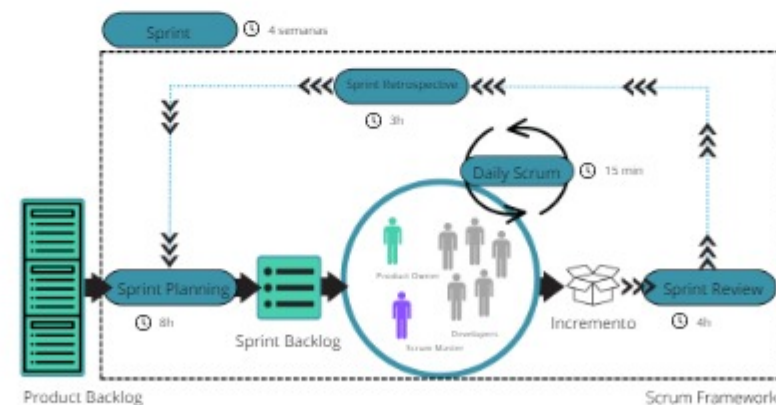 Sprint
4 semanas
Sprint Retrospective
3h
Daily Scrum
15 min
Product Owner
Sprint Planning
8h
Sprint Backlog
Developers
Scrum Master
Incremento
Sprint Review
4h
Product Backlog
Scrum Framework